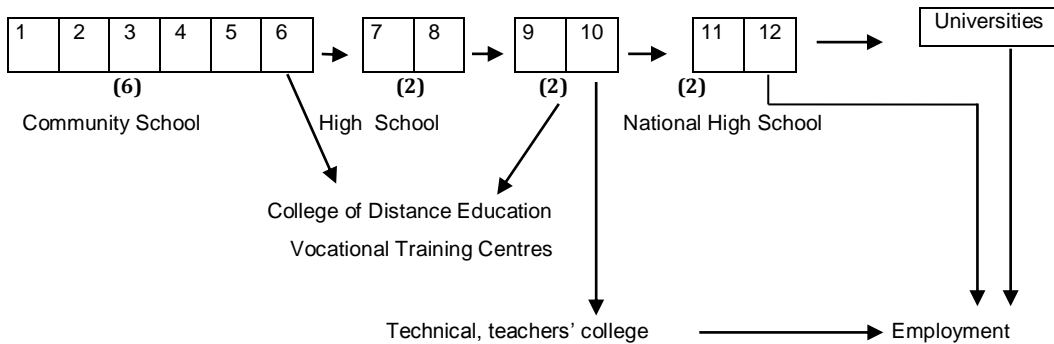 1 2 3 4 5 6 7 8 9 10 11 12 Universities
(6) (2) (2) (2)
Community School High School National High School
College of Distance Education
Vocational Training Centres
Technical, teachers’ college Employment